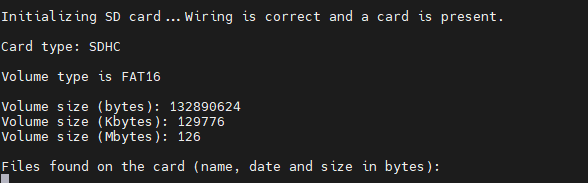 Initializing SD card...Wiring is correct and a card is present.
Card type: SDHC
Volume type is FAT16
Volume size (bytes): 132890624
Volume size (Kbytes): 129776
Volume size (Mbytes): 126
Files found on the card (name, date and size in bytes):